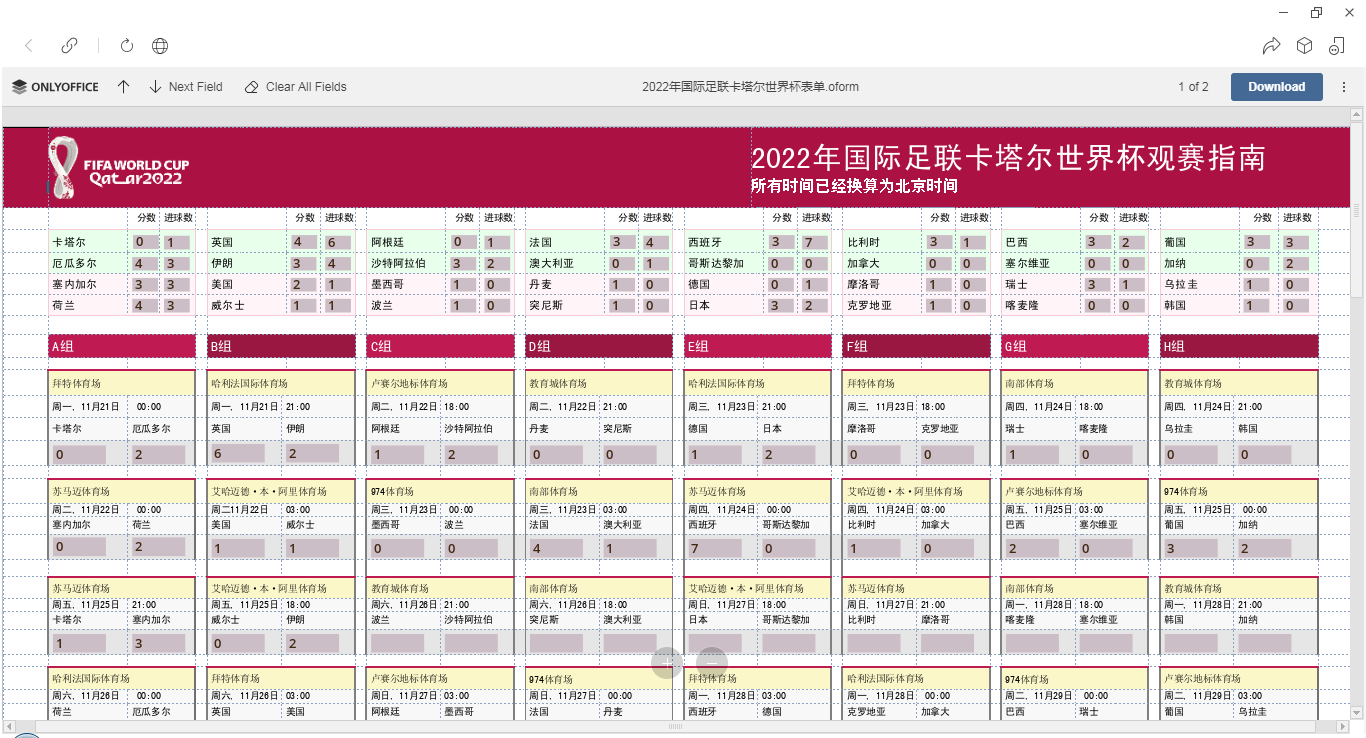 ONLYOFFICE Next Field Clear All Fields 2022年国际足联卡塔尔世界杯表单.oform 1 of 2 Download
FIFA WORLD CUP
Qatar2022
2022年国际足联卡塔尔世界杯观赛指南
所有时间已经换算为北京时间
分数 进球数 分数 进球数 分数 进球数 分数 进球数 分数 进球数 分数 进球数 分数 进球数 分数 进球数
卡塔尔 0 1 英国 4 6 阿根廷 0 1 法国 3 4 西班牙 3 7 比利时 3 1 巴西 3 2 葡国 3 3
厄瓜多尔 4 3 伊朗 3 4 沙特阿拉伯 3 2 澳大利亚 0 1 哥斯达黎加 0 0 加拿大 0 0 塞尔维亚 0 0 加纳 0 2
塞内加尔 3 3 美国 2 1 墨西哥 1 0 丹麦 1 0 德国 0 1 摩洛哥 1 0 瑞士 3 1 乌拉圭 1 0
荷兰 4 3 威尔士 1 1 波兰 1 0 突尼斯 1 0 日本 3 2 克罗地亚 1 0 喀麦隆 0 0 韩国 1 0
A组 B组 C组 D组 E组 F组 G组 H组
拜特体育场 哈利法国际体育场 卢赛尔地标体育场 教育城体育场 哈利法国际体育场 拜特体育场 南部体育场 教育城体育场
周一, 11月21日 00:00 周一, 11月21日 21:00 周二, 11月22日 18:00 周二, 11月22日 21:00 周三, 11月23日 21:00 周三, 11月23日 18:00 周四, 11月24日 18:00 周四, 11月24日 21:00
卡塔尔 厄瓜多尔 英国 伊朗 阿根廷 沙特阿拉伯 丹麦 突尼斯 德国 日本 摩洛哥 克罗地亚 瑞士 喀麦隆 乌拉圭 韩国
0 2 6 2 1 2 0 0 1 2 0 0 1 0 0 0
苏马迈体育场 艾哈迈德·本·阿里体育场 974体育场 南部体育场 苏马迈体育场 艾哈迈德·本·阿里体育场 卢赛尔地标体育场 974体育场
周二, 11月22日 00:00 周二11月22日 03:00 周三, 11月23日 00:00 周三, 11月23日 03:00 周四, 11月24日 00:00 周四, 11月24日 03:00 周五, 11月25日 03:00 周五, 11月25日 00:00
塞内加尔 荷兰 美国 威尔士 墨西哥 波兰 法国 澳大利亚 西班牙 哥斯达黎加 比利时 加拿大 巴西 塞尔维亚 葡国 加纳
0 2 1 1 0 0 4 1 7 0 1 0 2 0 3 2
苏马迈体育场 艾哈迈德·本·阿里体育场 教育城体育场 南部体育场 艾哈迈德·本·阿里体育场 苏马迈体育场 南部体育场 教育城体育场
周五, 11月25日 21:00 周五, 11月25日 18:00 周六, 11月26日 21:00 周六, 11月26日 18:00 周日, 11月27日 18:00 周日, 11月27日 21:00 周一, 11月28日 18:00 周一, 11月28日 21:00
卡塔尔 塞内加尔 威尔士 伊朗 波兰 沙特阿拉伯 突尼斯 澳大利亚 日本 哥斯达黎加 比利时 摩洛哥 喀麦隆 塞尔维亚 韩国 加纳
1 3 0 2
哈利法国际体育场 拜特体育场 卢赛尔地标体育场 974体育场 拜特体育场 哈利法国际体育场 974体育场 卢赛尔地标体育场
周六, 11月26日 00:00 周六, 11月26日 03:00 周日, 11月27日 03:00 周日, 11月27日 00:00 周一, 11月28日 03:00 周一, 11月28日 00:00 周二, 11月29日 00:00 周二, 11月29日 03:00
荷兰 厄瓜多尔 英国 美国 阿根廷 墨西哥 法国 丹麦 西班牙 德国 克罗地亚 加拿大 巴西 瑞士 葡国 乌拉圭